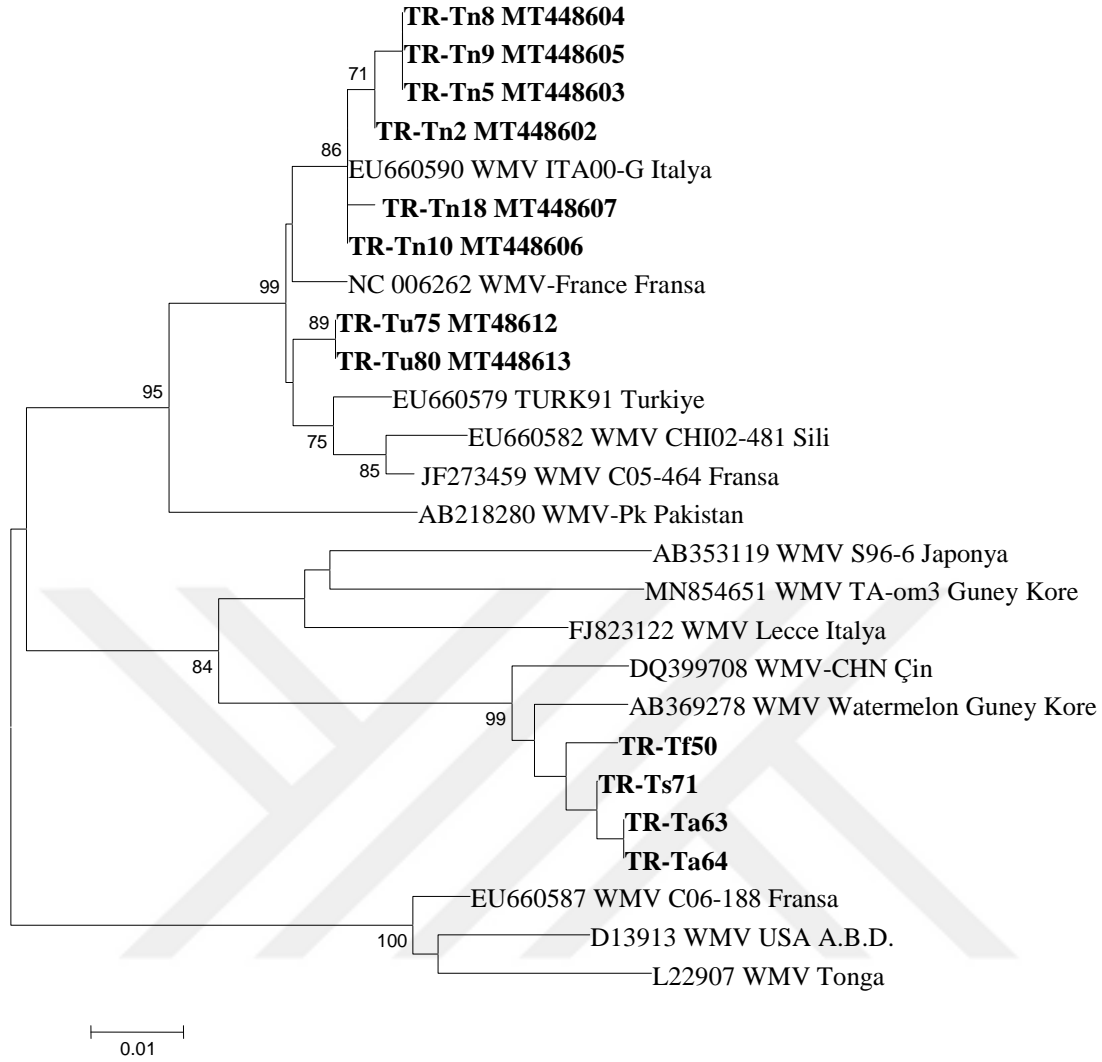 TR-Tn8 MT448604
TR-Tn9 MT448605
71
TR-Tn5 MT448603
TR-Tn2 MT448602
86
EU660590 WMV ITA00-G Italya
TR-Tn18 MT448607
TR-Tn10 MT448606
99
NC 006262 WMV-France Fransa
89
TR-Tu75 MT48612
TR-Tu80 MT448613
95
EU660579 TURK91 Turkiye
75
EU660582 WMV CHI02-481 Sili
85
JF273459 WMV C05-464 Fransa
AB218280 WMV-Pk Pakistan
AB353119 WMV S96-6 Japonya
MN854651 WMV TA-om3 Guney Kore
FJ823122 WMV Lecce Italya
84
DQ399708 WMV-CHN Çin
99
AB369278 WMV Watermelon Guney Kore
TR-Tf50
TR-Ts71
TR-Ta63
TR-Ta64
EU660587 WMV C06-188 Fransa
100
D13913 WMV USA A.B.D.
L22907 WMV Tonga
0.01